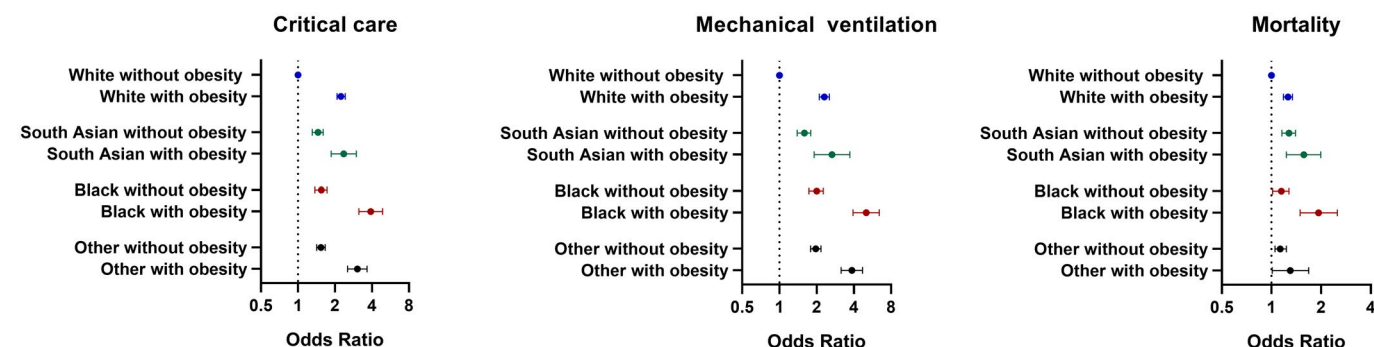 Critical care
White without obesity
White with obesity
South Asian without obesity
South Asian with obesity
Black without obesity
Black with obesity
Other without obesity
Other with obesity
0.5 1 2 4 8
Odds Ratio
Mechanical ventilation
White without obesity
White with obesity
South Asian without obesity
South Asian with obesity
Black without obesity
Black with obesity
Other without obesity
Other with obesity
0.5 1 2 4 8
Odds Ratio
Mortality
White without obesity
White with obesity
South Asian without obesity
South Asian with obesity
Black without obesity
Black with obesity
Other without obesity
Other with obesity
0.5 1 2 4
Odds Ratio